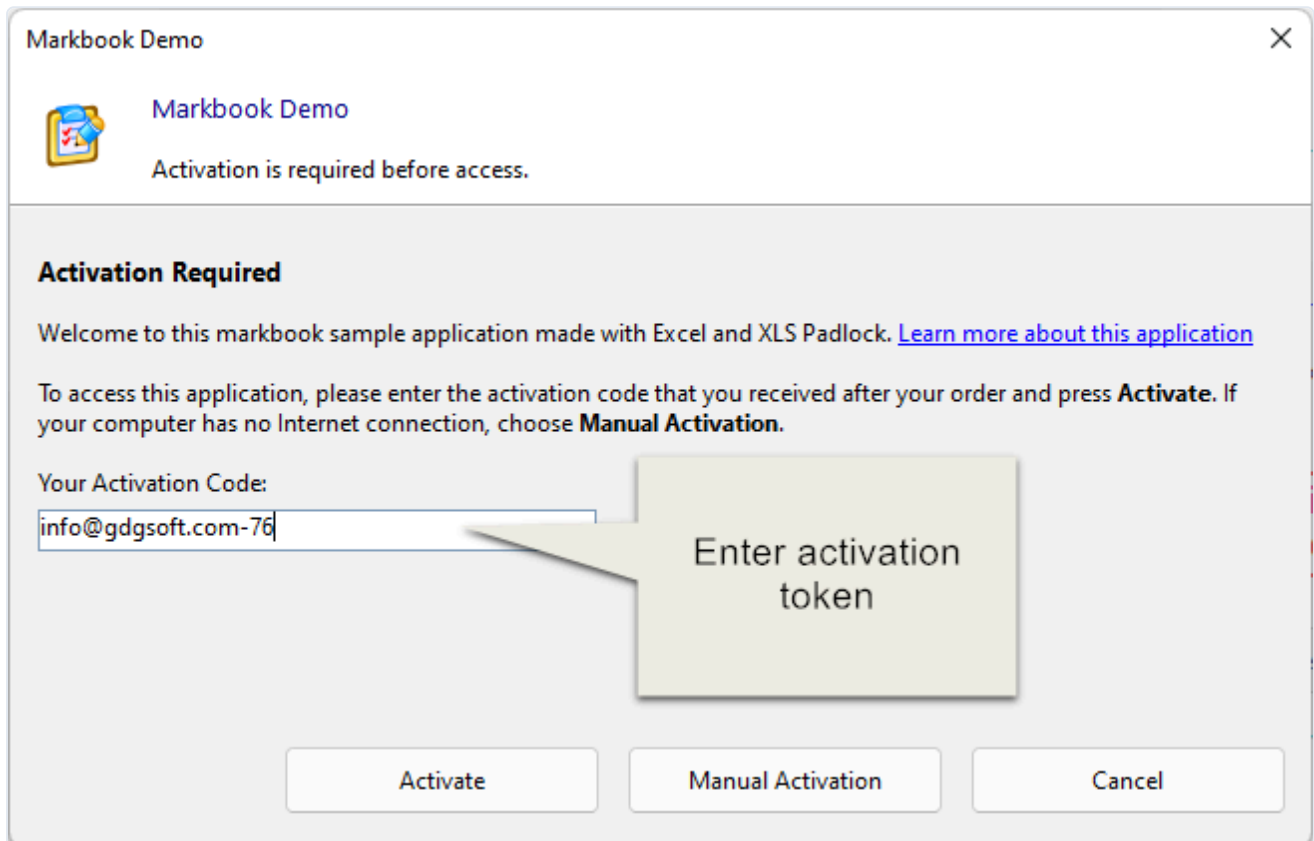 Markbook Demo
Markbook Demo
Activation is required before access.
Activation Required
Welcome to this markbook sample application made with Excel and XLS Padlock. Learn more about this application
To access this application, please enter the activation code that you received after your order and press Activate. If
your computer has no Internet connection, choose Manual Activation.
Your Activation Code:
info@gdgsoft.com-76
Enter activation
token
Activate
Manual Activation
Cancel